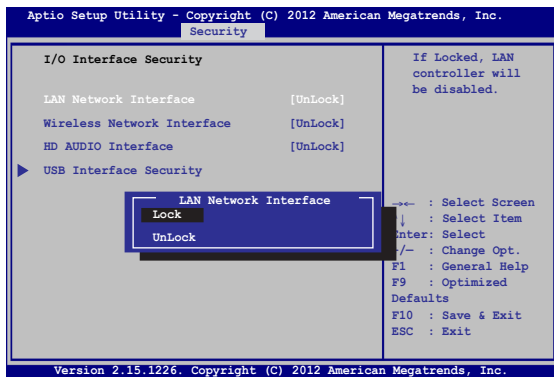 Aptio Setup Utility - Copyright (C) 2012 American Megatrends, Inc.
Security
I/O Interface Security
LAN Network Interface [UnLock]
Wireless Network Interface [UnLock]
HD AUDIO Interface [UnLock]
USB Interface Security
If Locked, LAN
controller will
be disabled.
LAN Network Interface
Lock
UnLock
→← : Select Screen
↓ : Select Item
Enter: Select
+/— : Change Opt.
F1 : General Help
F9 : Optimized
Defaults
F10 : Save & Exit
ESC : Exit
Version 2.15.1226. Copyright (C) 2012 American Megatrends, Inc.